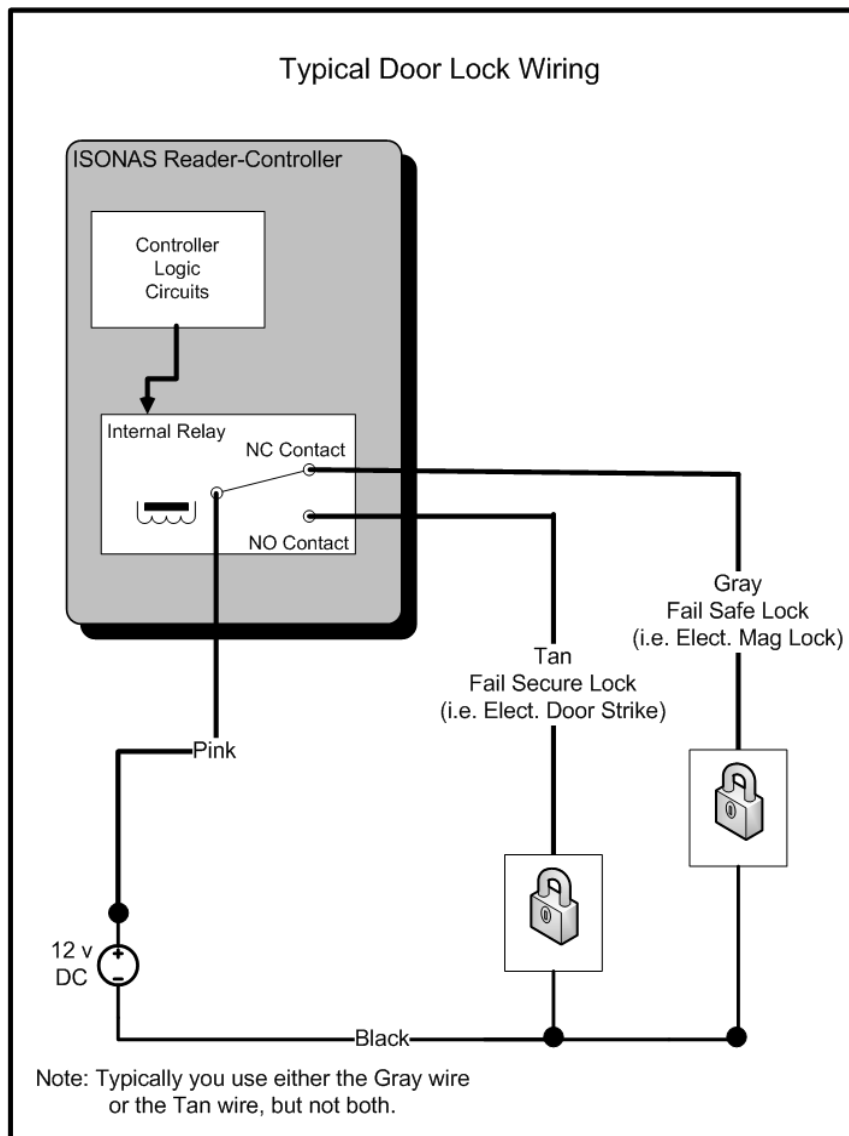 Typical Door Lock Wiring
ISONAS Reader-Controller
Controller
Logic
Circuits
Internal Relay
NC Contact
NO Contact
Gray
Fail Safe Lock
(i.e. Elect. Mag Lock)
Tan
Fail Secure Lock
(i.e. Elect. Door Strike)
Pink
12 v
DC
+
−
Black
Note: Typically you use either the Gray wire
or the Tan wire, but not both.